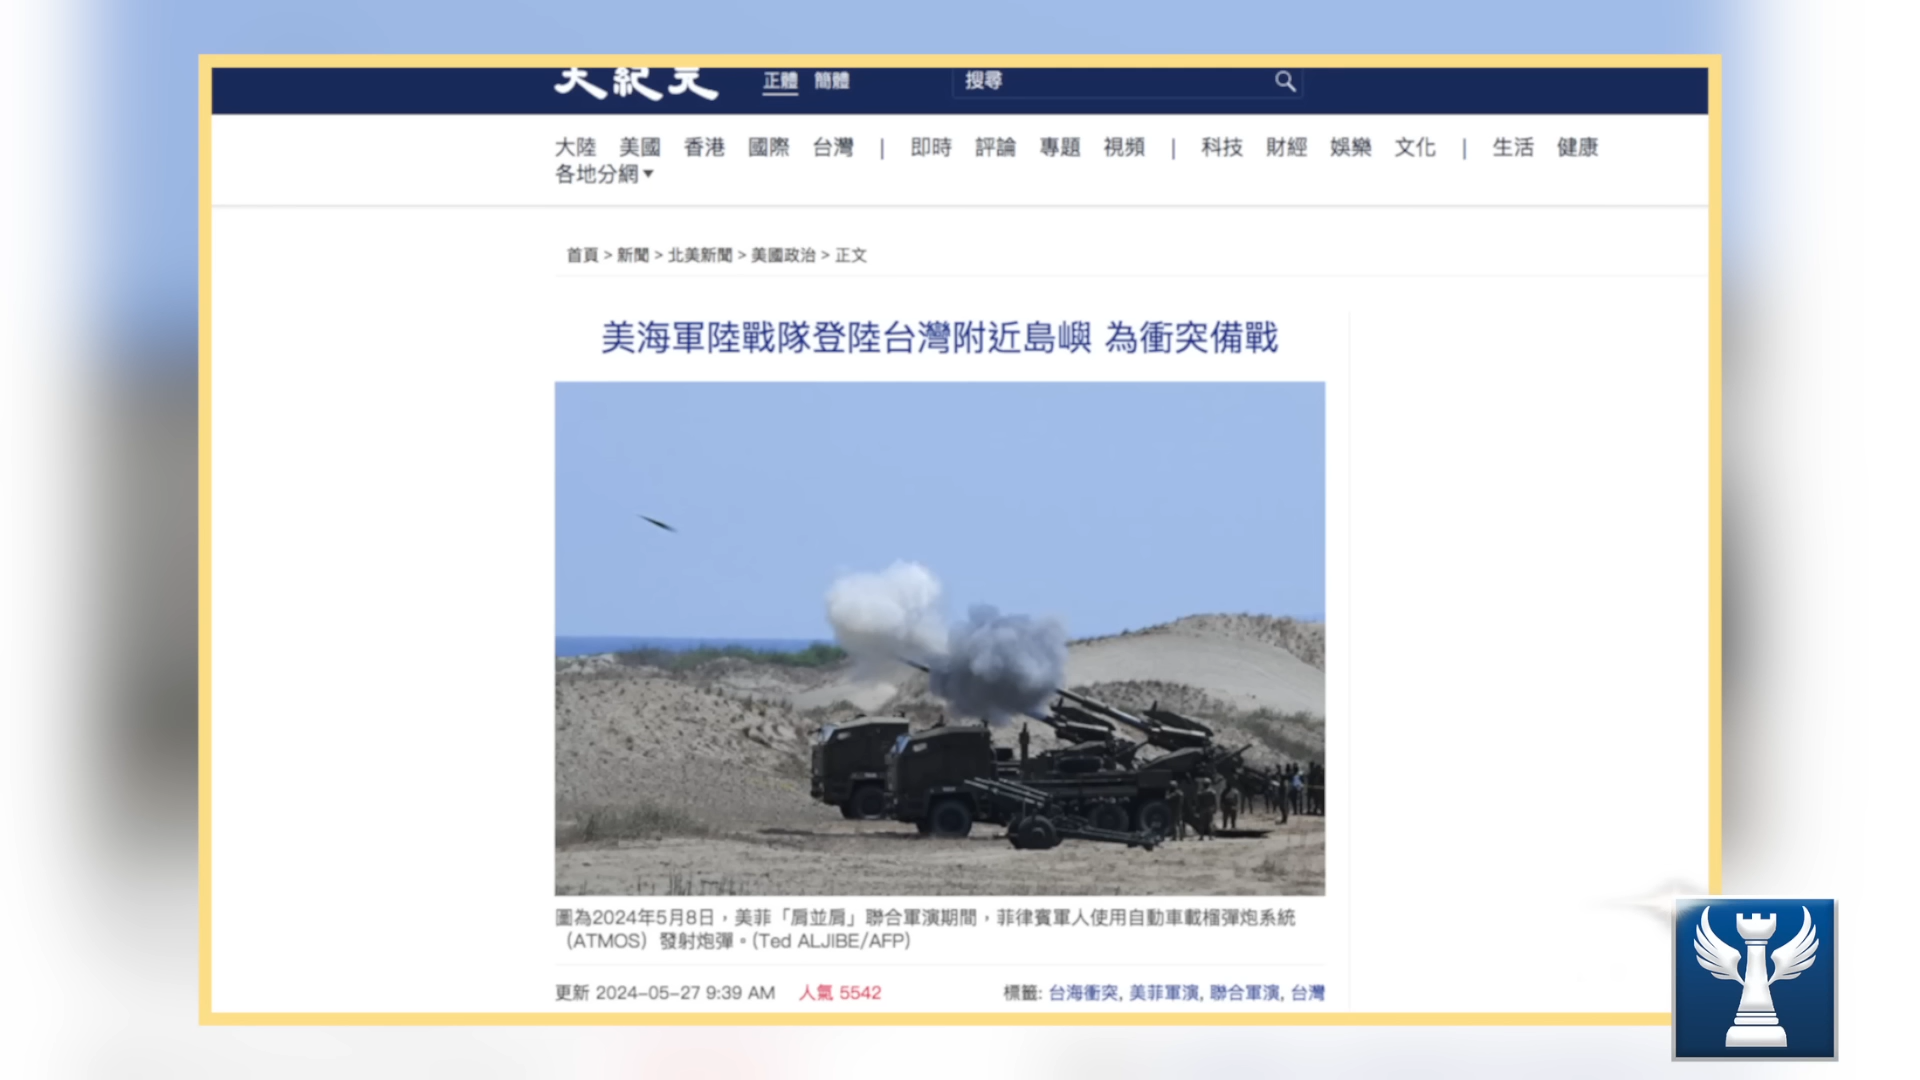 大紀元 正體 簡體 搜尋
大陸 美國 香港 國際 台灣 | 即時 評論 專題 視頻 | 科技 財經 娛樂 文化 | 生活 健康
各地分網▼
首頁 > 新聞 > 北美新聞 > 美國政治 > 正文
美海軍陸戰隊登陸台灣附近島嶼 為衝突備戰
圖為2024年5月8日，美菲「肩並肩」聯合軍演期間，菲律賓軍人使用自動車載榴彈炮系統
（ATMOS）發射炮彈。(Ted ALJIBE/AFP)
更新 2024-05-27 9:39 AM 人氣 5542 標籤: 台海衝突, 美菲軍演, 聯合軍演, 台灣